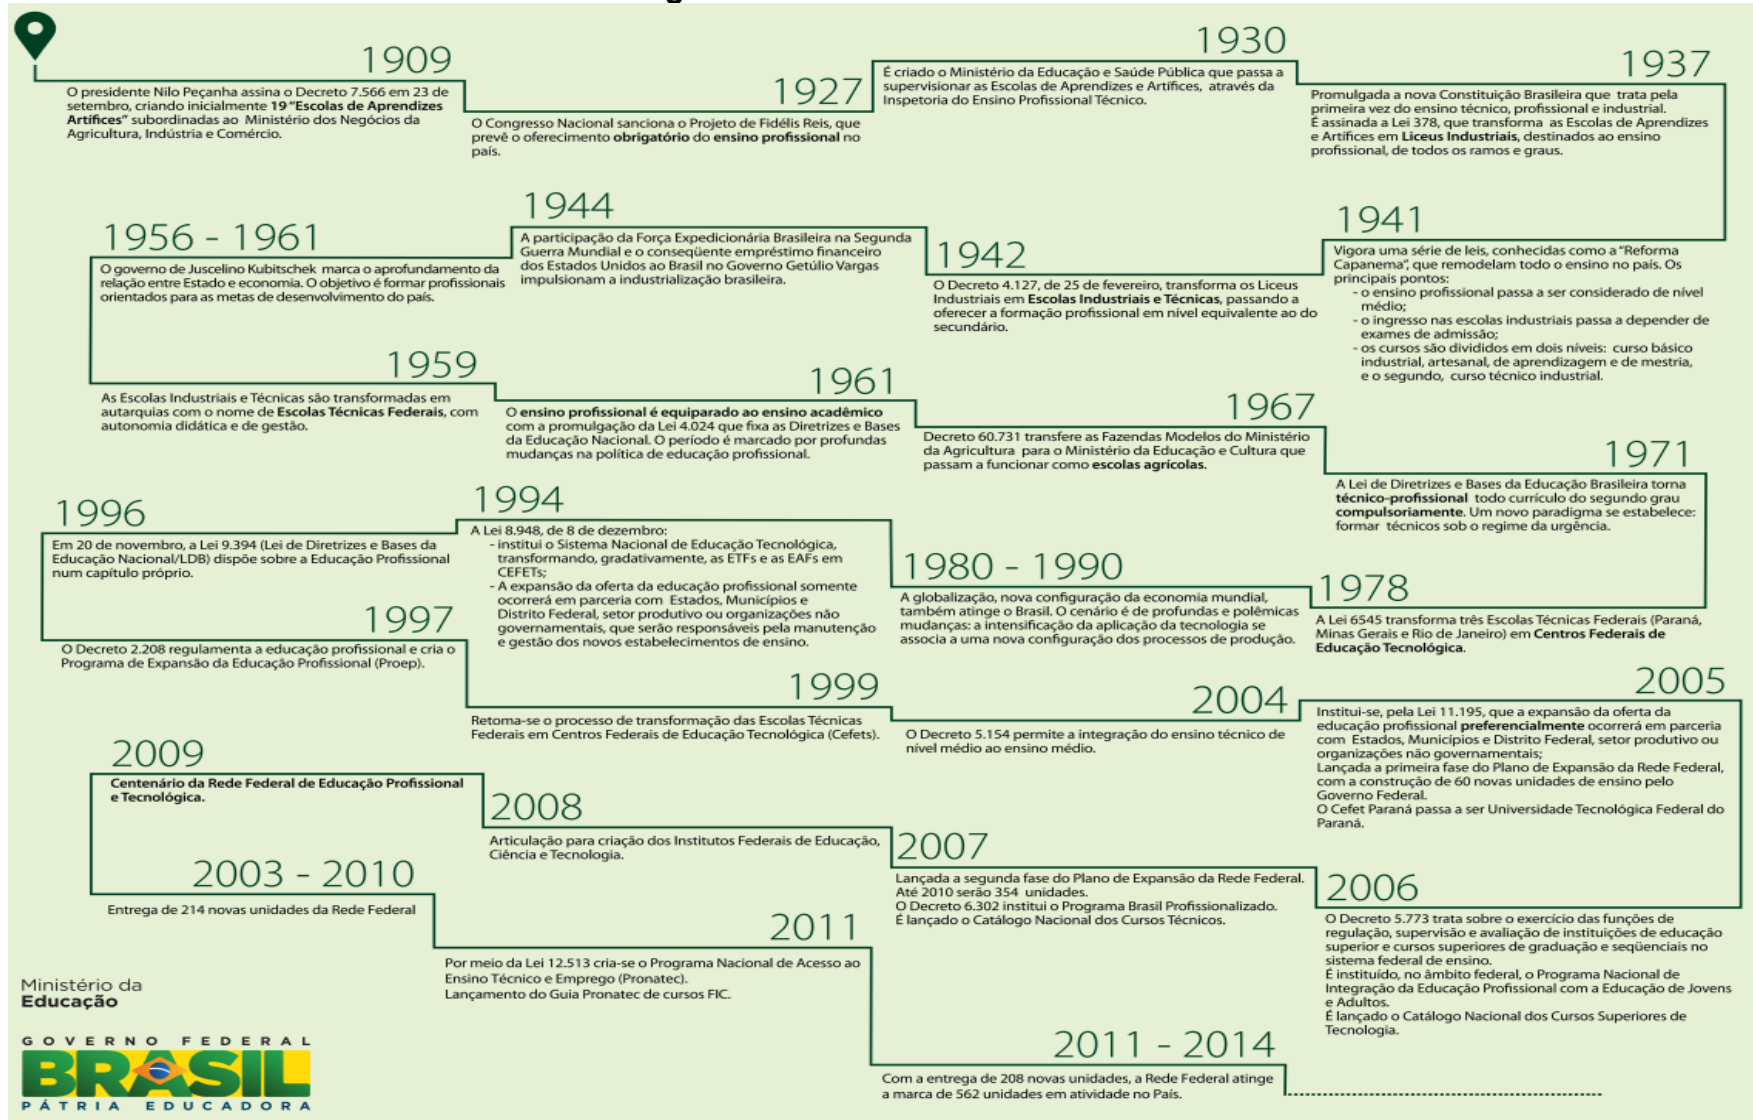 1909
O presidente Nilo Peçanha assina o Decreto 7.566 em 23 de
setembro, criando inicialmente 19 “Escolas de Aprendizes
Artífices” subordinadas ao Ministério dos Negócios da
Agricultura, Indústria e Comércio.
1927
O Congresso Nacional sanciona o Projeto de Fidélis Reis, que
prevê o oferecimento obrigatório do ensino profissional no
país.
1930
É criado o Ministério da Educação e Saúde Pública que passa a
supervisionar as Escolas de Aprendizes e Artífices, através da
Inspetoria do Ensino Profissional Técnico.
1937
Promulgada a nova Constituição Brasileira que trata pela
primeira vez do ensino técnico, profissional e industrial.
É assinada a Lei 378, que transforma as Escolas de Aprendizes
e Artífices em Liceus Industriais, destinados ao ensino
profissional, de todos os ramos e graus.
1941
Vigora uma série de leis, conhecidas como a “Reforma
Capanema”, que remodelam todo o ensino no país. Os
principais pontos:
- o ensino profissional passa a ser considerado de nível
médio;
- o ingresso nas escolas industriais passa a depender de
exames de admissão;
- os cursos são divididos em dois níveis: curso básico
industrial, artesanal, de aprendizagem e de mestria,
e o segundo, curso técnico industrial.
1942
O Decreto 4.127, de 25 de fevereiro, transforma os Liceus
Industriais em Escolas Industriais e Técnicas, passando a
oferecer a formação profissional em nível equivalente ao do
secundário.
1944
A participação da Força Expedicionária Brasileira na Segunda
Guerra Mundial e o conseqüente empréstimo financeiro
dos Estados Unidos ao Brasil no Governo Getúlio Vargas
impulsionam a industrialização brasileira.
1956 - 1961
O governo de Juscelino Kubitschek marca o aprofundamento da
relação entre Estado e economia. O objetivo é formar profissionais
orientados para as metas de desenvolvimento do país.
1959
As Escolas Industriais e Técnicas são transformadas em
autarquias com o nome de Escolas Técnicas Federais, com
autonomia didática e de gestão.
1961
O ensino profissional é equiparado ao ensino acadêmico
com a promulgação da Lei 4.024 que fixa as Diretrizes e Bases
da Educação Nacional. O período é marcado por profundas
mudanças na política de educação profissional.
1967
Decreto 60.731 transfere as Fazendas Modelos do Ministério
da Agricultura para o Ministério da Educação e Cultura que
passam a funcionar como escolas agrícolas.
1971
A Lei de Diretrizes e Bases da Educação Brasileira torna
técnico-profissional todo currículo do segundo grau
compulsoriamente. Um novo paradigma se estabelece:
formar técnicos sob o regime da urgência.
1978
A Lei 6545 transforma três Escolas Técnicas Federais (Paraná,
Minas Gerais e Rio de Janeiro) em Centros Federais de
Educação Tecnológica.
1980 - 1990
A globalização, nova configuração da economia mundial,
também atinge o Brasil. O cenário é de profundas e polêmicas
mudanças: a intensificação da aplicação da tecnologia se
associa a uma nova configuração dos processos de produção.
1994
A Lei 8.948, de 8 de dezembro:
- institui o Sistema Nacional de Educação Tecnológica,
transformando, gradativamente, as ETFs e as EAFs em
CEFETs;
- A expansão da oferta da educação profissional somente
ocorrerá em parceria com Estados, Municípios e
Distrito Federal, setor produtivo ou organizações não
governamentais, que serão responsáveis pela manutenção
e gestão dos novos estabelecimentos de ensino.
1996
Em 20 de novembro, a Lei 9.394 (Lei de Diretrizes e Bases da
Educação Nacional/LDB) dispõe sobre a Educação Profissional
num capítulo próprio.
1997
O Decreto 2.208 regulamenta a educação profissional e cria o
Programa de Expansão da Educação Profissional (Proep).
1999
Retoma-se o processo de transformação das Escolas Técnicas
Federais em Centros Federais de Educação Tecnológica (Cefets).
2004
O Decreto 5.154 permite a integração do ensino técnico de
nível médio ao ensino médio.
2005
Institui-se, pela Lei 11.195, que a expansão da oferta da
educação profissional preferencialmente ocorrerá em parceria
com Estados, Municípios e Distrito Federal, setor produtivo ou
organizações não governamentais;
Lançada a primeira fase do Plano de Expansão da Rede Federal,
com a construção de 60 novas unidades de ensino pelo
Governo Federal.
O Cefet Paraná passa a ser Universidade Tecnológica Federal do
Paraná.
2006
O Decreto 5.773 trata sobre o exercício das funções de
regulação, supervisão e avaliação de instituições de educação
superior e cursos superiores de graduação e seqüenciais no
sistema federal de ensino.
É instituído, no âmbito federal, o Programa Nacional de
Integração da Educação Profissional com a Educação de Jovens
e Adultos.
É lançado o Catálogo Nacional dos Cursos Superiores de
Tecnologia.
2007
Lançada a segunda fase do Plano de Expansão da Rede Federal.
Até 2010 serão 354 unidades.
O Decreto 6.302 institui o Programa Brasil Profissionalizado.
É lançado o Catálogo Nacional dos Cursos Técnicos.
2008
Articulação para criação dos Institutos Federais de Educação,
Ciência e Tecnologia.
2009
Centenário da Rede Federal de Educação Profissional
e Tecnológica.
2003 - 2010
Entrega de 214 novas unidades da Rede Federal
2011
Por meio da Lei 12.513 cria-se o Programa Nacional de Acesso ao
Ensino Técnico e Emprego (Pronatec).
Lançamento do Guia Pronatec de cursos FIC.
2011 - 2014
Com a entrega de 208 novas unidades, a Rede Federal atinge
a marca de 562 unidades em atividade no País.
Ministério da
Educação
GOVERNO FEDERAL
BRASIL
PÁTRIA EDUCADORA